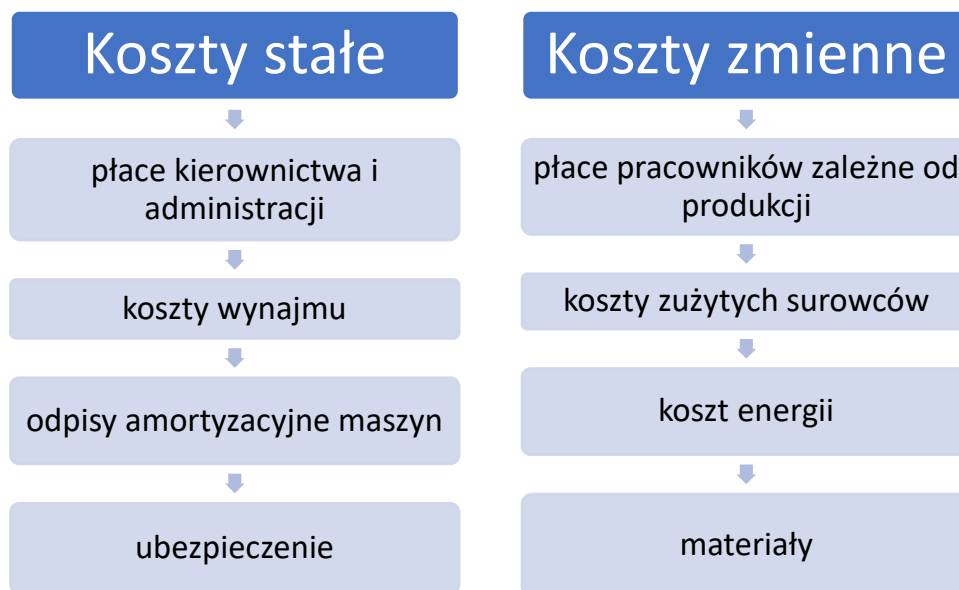 Koszty stałe
płace kierownictwa i
administracji
koszty wynajmu
odpisy amortyzacyjne maszyn
ubezpieczenie
Koszty zmienne
płace pracowników zależne od
produkcji
koszty zużytych surowców
koszt energii
materiały